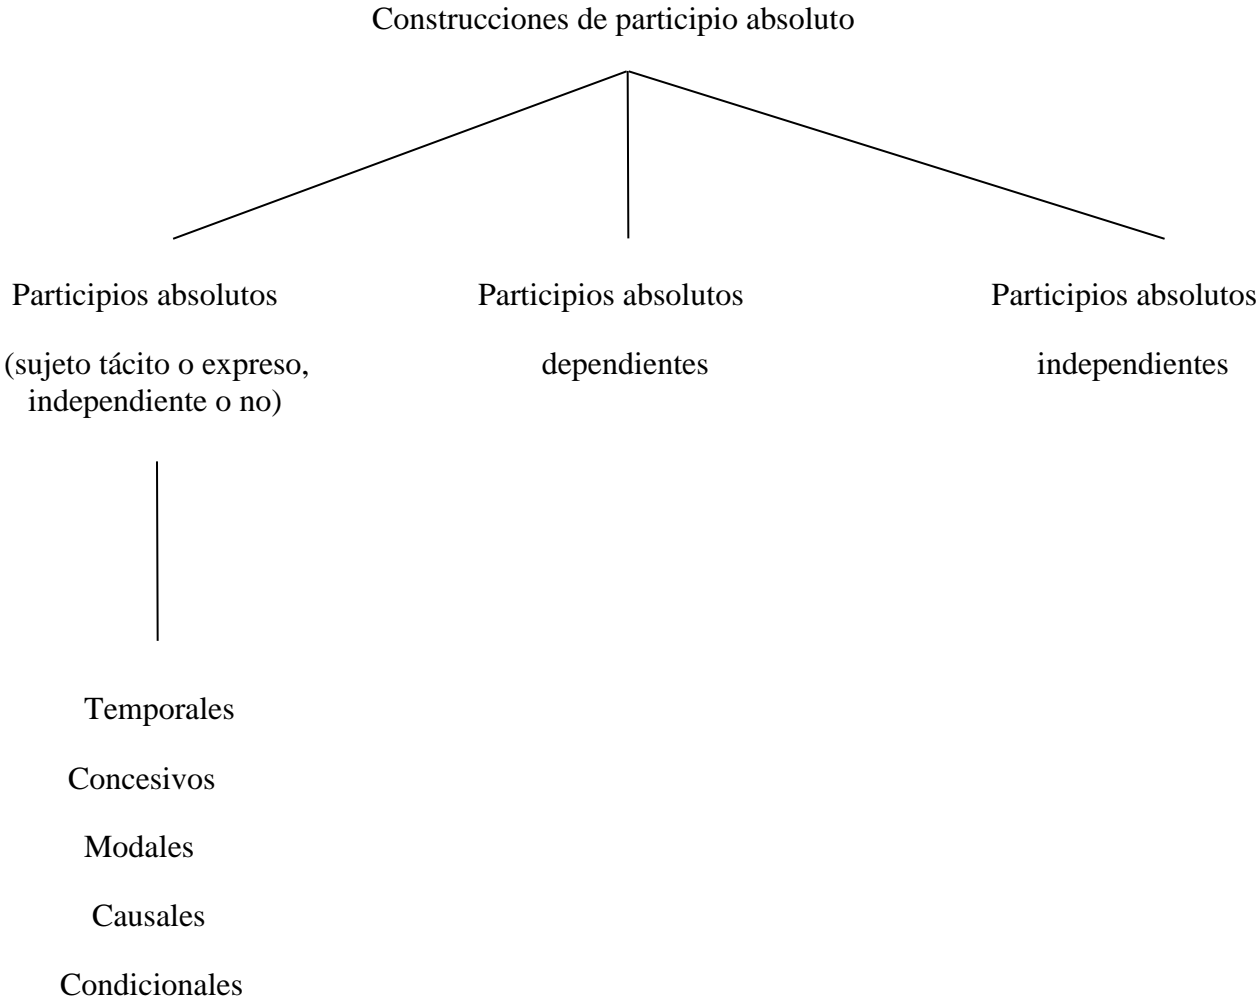 Construcciones de participio absoluto
Participios absolutos
(sujeto tácito o expreso,
independiente o no)
Participios absolutos
dependientes
Participios absolutos
independientes
Temporales
Concesivos
Modales
Causales
Condicionales